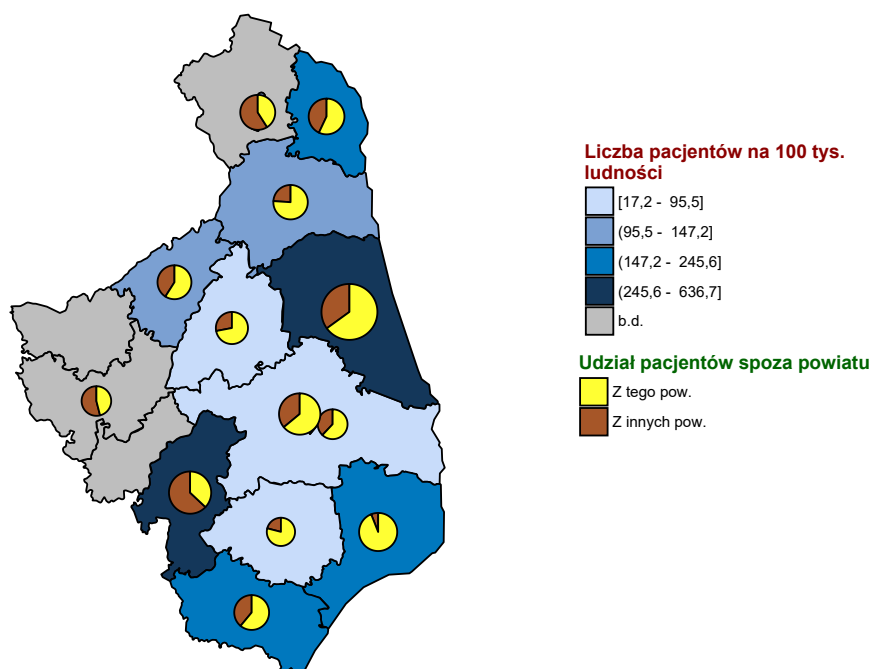 Liczba pacjentów na 100 tys.
ludności
[17,2 - 95,5]
(95,5 - 147,2]
(147,2 - 245,6]
(245,6 - 636,7]
b.d.
Udział pacjentów spoza powiatu
Z tego pow.
Z innych pow.